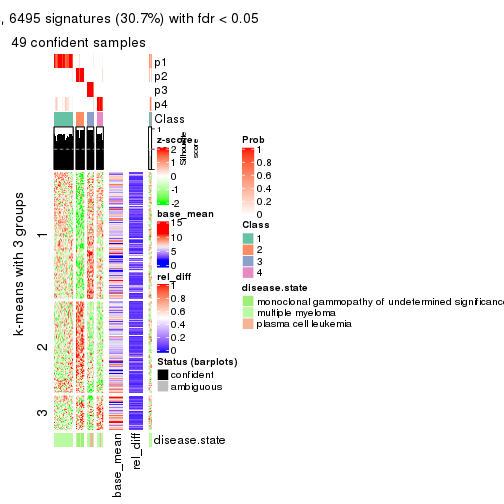 , 6495 signatures (30.7%) with fdr < 0.05
49 confident samples
p1
p2
p3
p4
Class
1
Silhouette
score
k-means with 3 groups
1
2
3
base_mean
rel_diff
disease.state
z-score
2
1
0
-1
-2
base_mean
15
10
5
0
rel_diff
1
0.8
0.6
0.4
0.2
0
Status (barplots)
confident
ambiguous
Prob
1
0.8
0.6
0.4
0.2
0
Class
1
2
3
4
disease.state
monoclonal gammopathy of undetermined significance
multiple myeloma
plasma cell leukemia